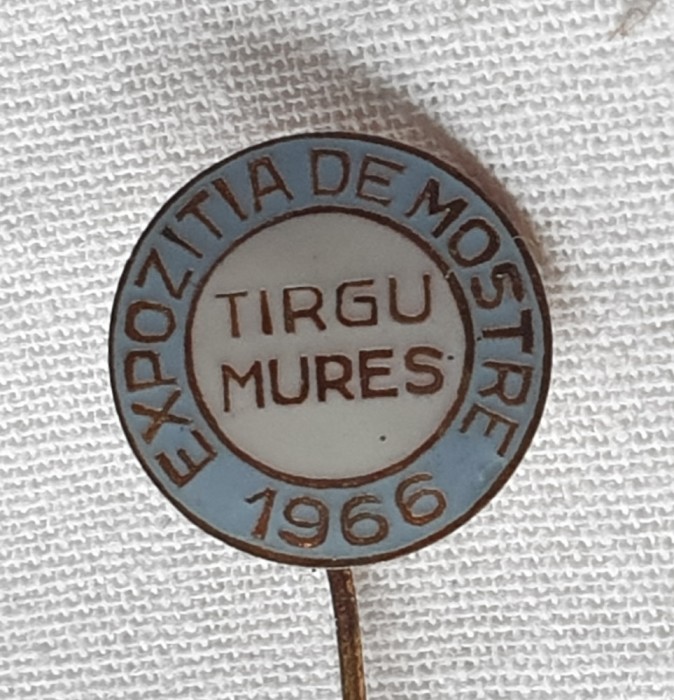 EXPOZITIA DE MOSTRE
TIRGU
MURES
1966